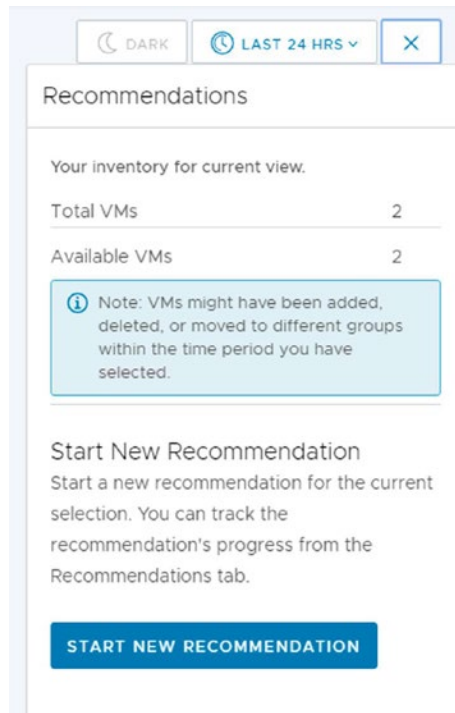 DARK LAST 24 HRS
Recommendations
Your inventory for current view.
Total VMs 2
Available VMs 2
Note: VMs might have been added,
deleted, or moved to different groups
within the time period you have
selected.
Start New Recommendation
Start a new recommendation for the current
selection. You can track the
recommendation's progress from the
Recommendations tab.
START NEW RECOMMENDATION